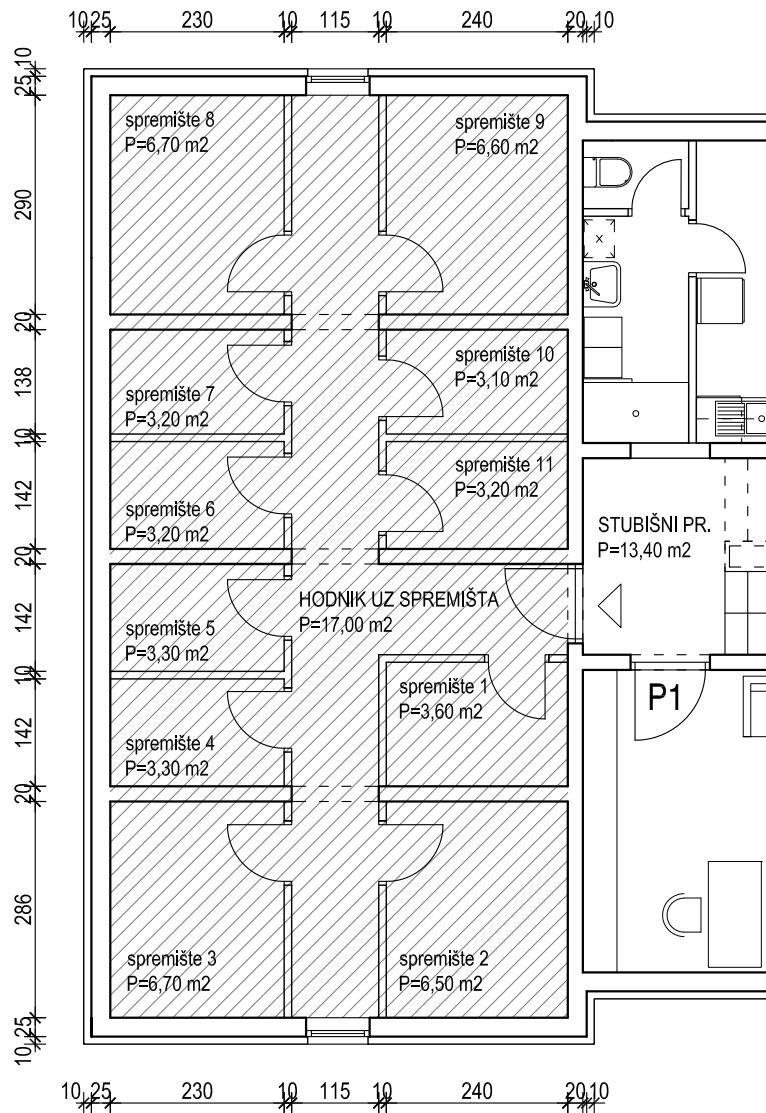 10 25 230 10 115 10 240 20 10
10
25
290
20
138
10
142
20
142
10
142
20
286
25
10
spremište 8
P=6,70 m2
spremište 9
P=6,60 m2
x
spremište 10
P=3,10 m2
spremište 7
P=3,20 m2
spremište 11
P=3,20 m2
spremište 6
P=3,20 m2
STUBIŠNI PR.
P=13,40 m2
HODNIK UZ SPREMIŠTA
P=17,00 m2
spremište 5
P=3,30 m2
spremište 1
P=3,60 m2
P1
spremište 4
P=3,30 m2
spremište 3
P=6,70 m2
spremište 2
P=6,50 m2
10 25 230 10 115 10 240 20 10